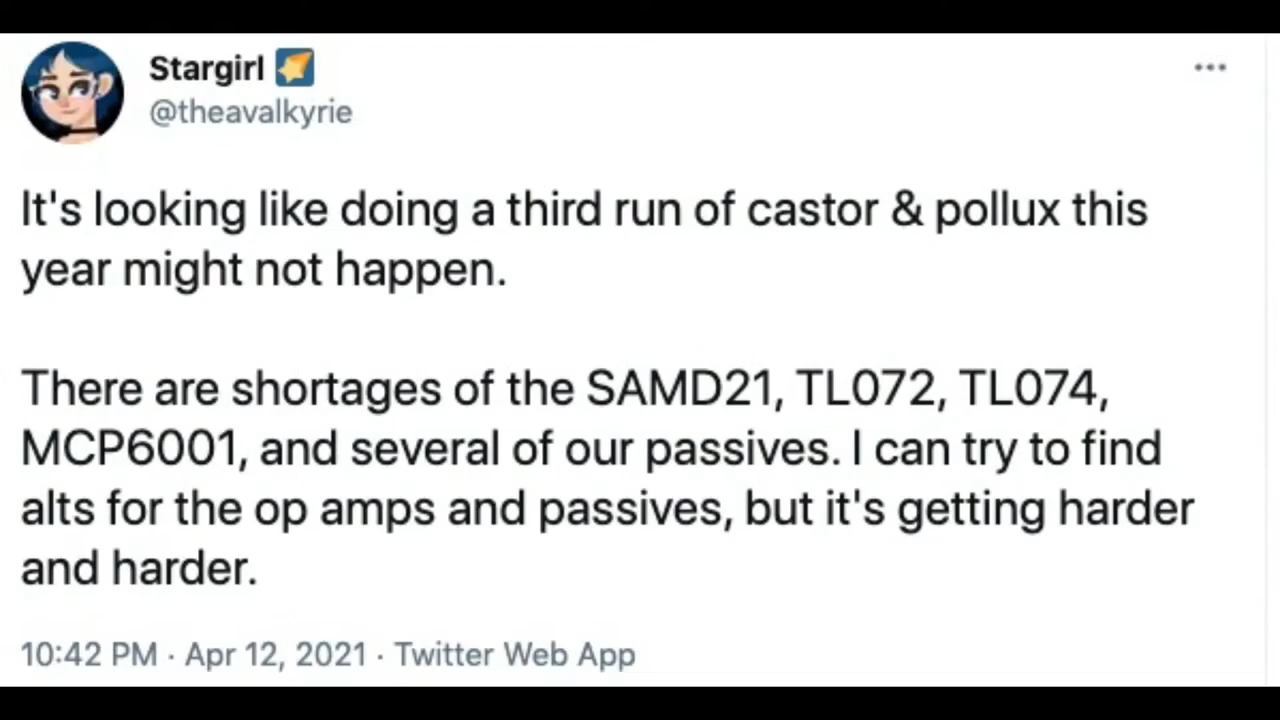 Stargirl
@theavalkyrie
It's looking like doing a third run of castor & pollux this
year might not happen.
There are shortages of the SAMD21, TL072, TL074,
MCP6001, and several of our passives. I can try to find
alts for the op amps and passives, but it's getting harder
and harder.
10:42 PM · Apr 12, 2021 · Twitter Web App